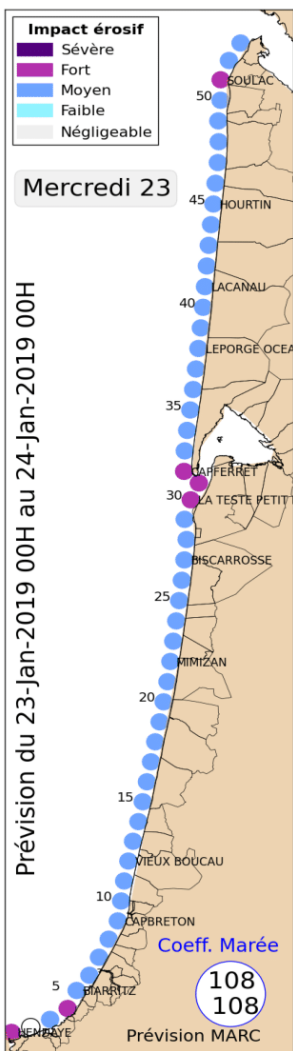 Impact érosif
Sévère
Fort
Moyen
Faible
Négligeable
SOULAC
50
Mercredi 23
45
HOURTIN
LACANAU
40
LEPORGE OCEA
35
CAPFERRET
30
LA TESTE PETIT
BISCARROSSE
25
MIMIZAN
20
15
VIEUX BOUCAU
10
CAPBRETON
5
BIARRITZ
HENDAYE
Prévision du 23-Jan-2019 00H au 24-Jan-2019 00H
Coeff. Marée
108
108
Prévision MARC